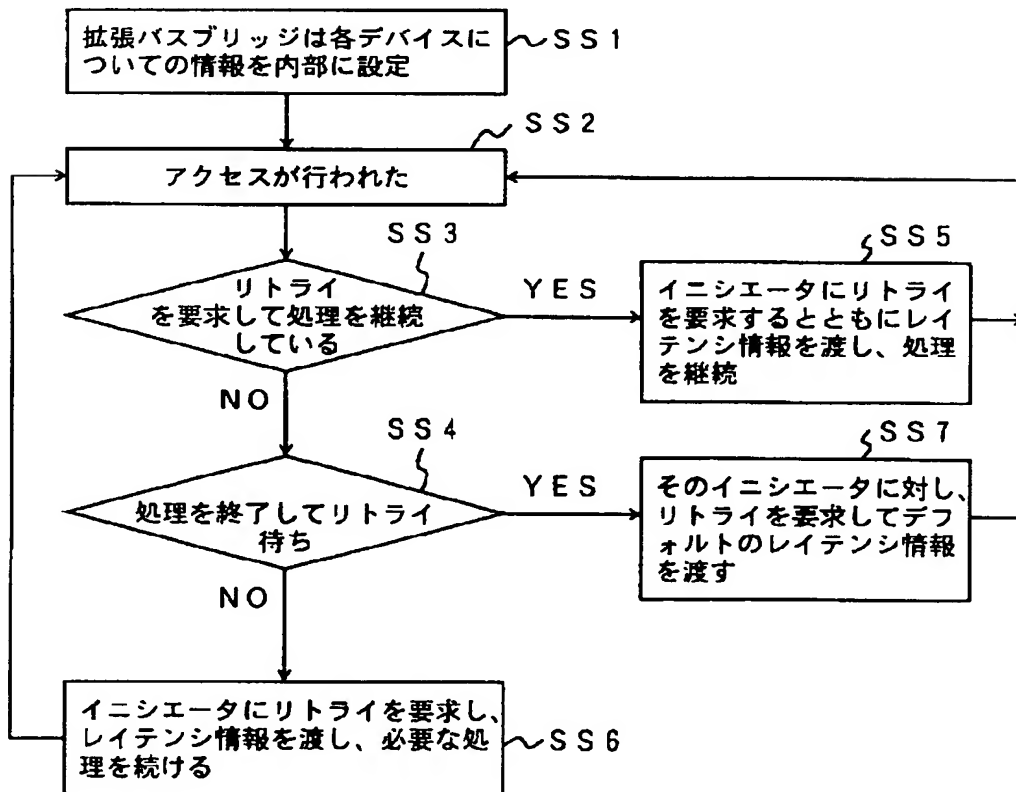 拡張バスブリッジは各デバイスに
ついての情報を内部に設定
SS1
SS2
アクセスが行われた
SS3
リトライ
を要求して処理を継続
している
YES
SS5
イニシエータにリトライ
を要求するとともにレイ
テンシ情報を渡し、処理
を継続
NO
SS4
処理を終了してリトライ
待ち
YES
SS7
そのイニシエータに対し、
リトライを要求してデフ
ォルトのレイテンシ情報
を渡す
NO
イニシエータにリトライを要求し、
レイテンシ情報を渡し、必要な処
理を続ける
SS6